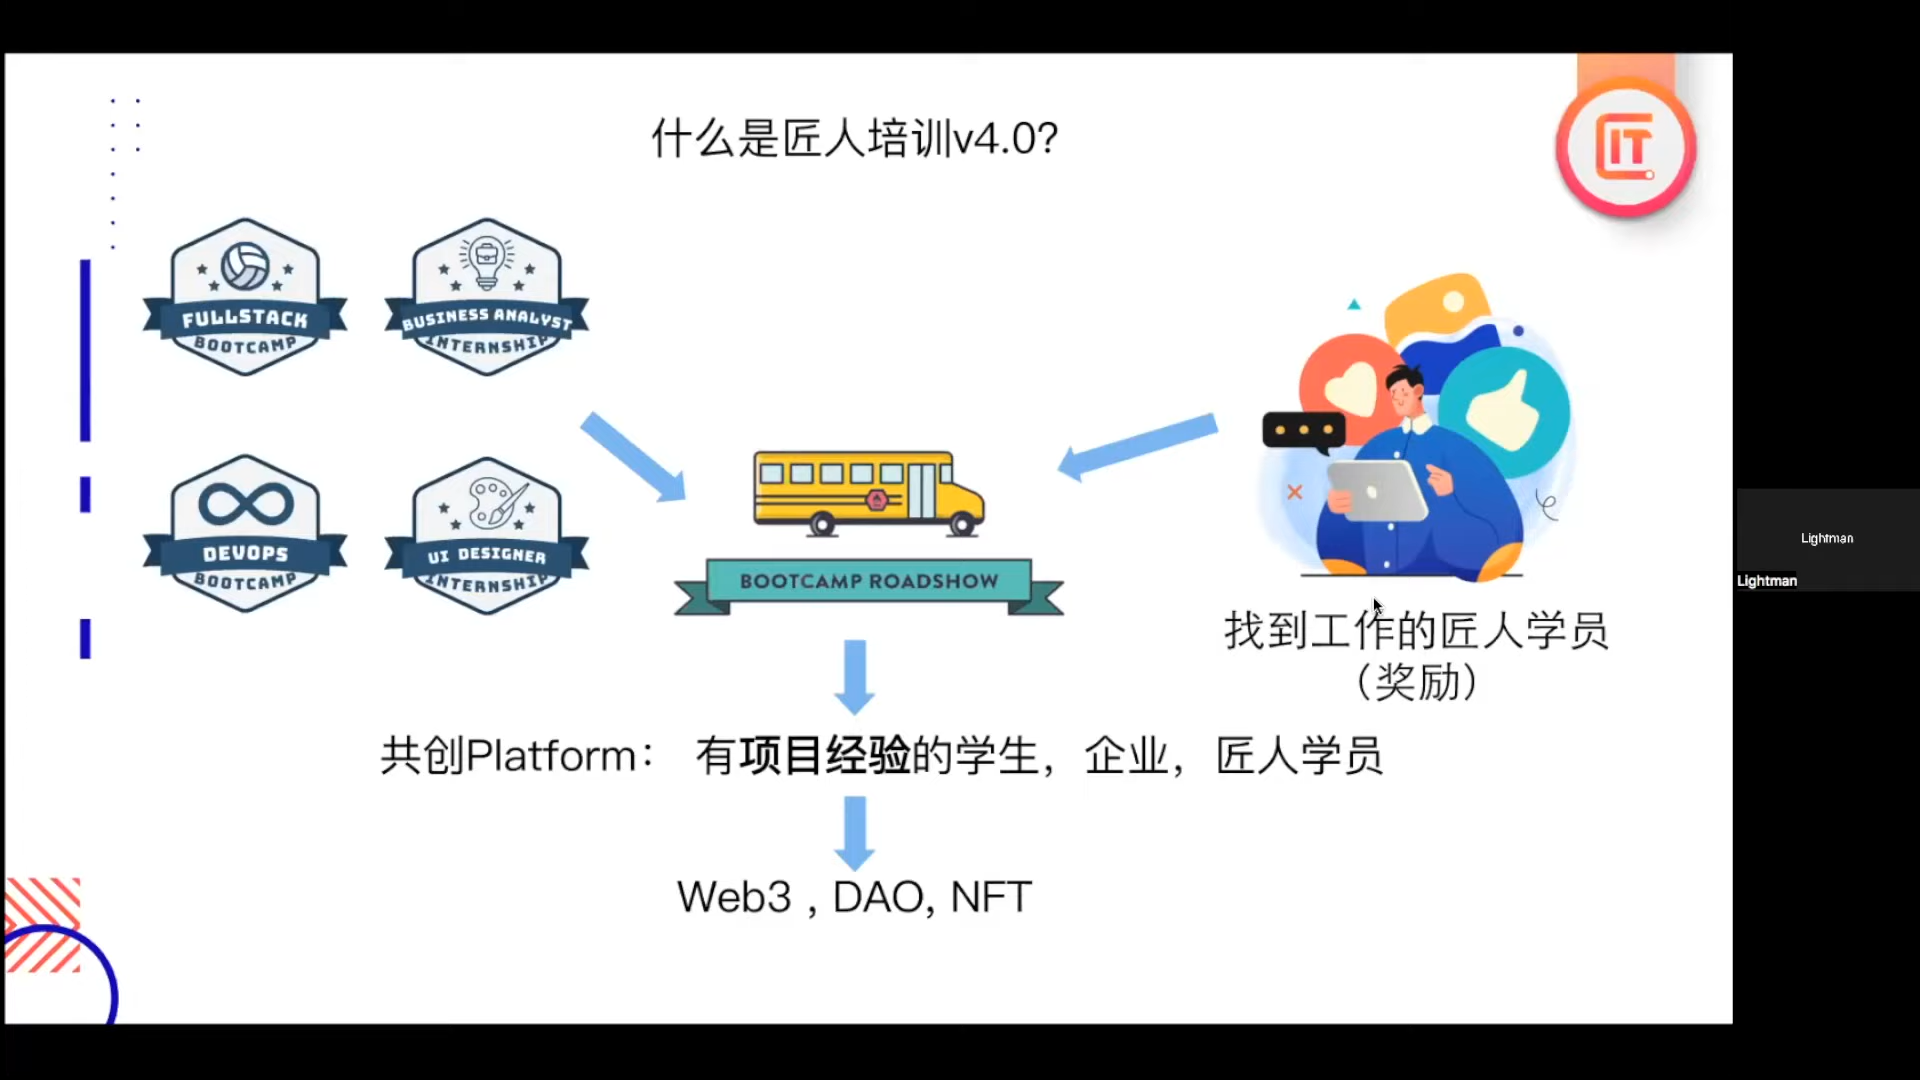 什么是匠人培训v4.0?
IT
FULLSTACK
BOOTCAMP
BUSINESS ANALYST
INTERNSHIP
DEVOPS
BOOTCAMP
UI DESIGNER
INTERNSHIP
BOOTCAMP ROADSHOW
找到工作的匠人学员
（奖励）
共创Platform： 有项目经验的学生，企业，匠人学员
Web3 , DAO, NFT
Lightman
Lightman